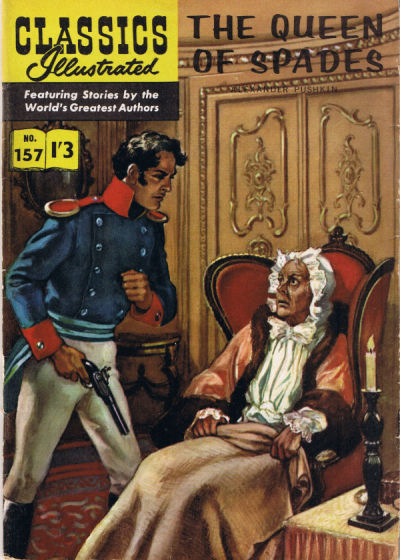 CLASSICS
Illustrated
Featuring Stories by the
World's Greatest Authors
NO.
157
1'3
THE QUEEN
OF SPADES
ALEXANDER PUSHKIN